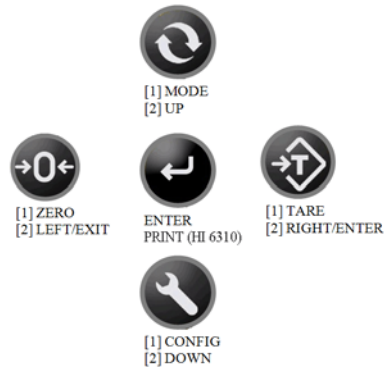 [1] MODE
[2] UP
→0←
[1] ZERO
[2] LEFT/EXIT
ENTER
PRINT (HI 6310)
T
[1] TARE
[2] RIGHT/ENTER
[1] CONFIG
[2] DOWN